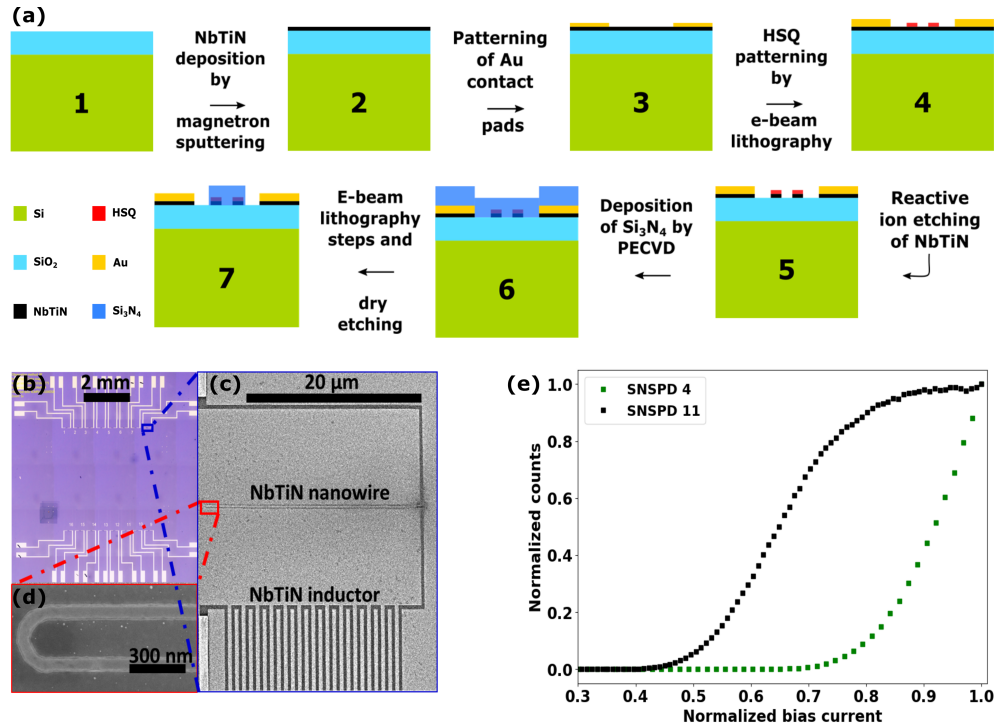 (a)
NbTiN
deposition
by
magnetron
sputtering
Patterning
of Au
contact
pads
HSQ
patterning
by
e-beam
lithography
1
2
3
4
Si
HSQ
SiO2
Au
NbTiN
Si3N4
7
E-beam
lithography
steps and
dry
etching
6
Deposition
of Si3N4 by
PECVD
5
Reactive
ion etching
of NbTiN
(b)
2 mm
(c)
20 μm
NbTiN nanowire
NbTiN inductor
(d)
300 nm
(e)
SNSPD 4
SNSPD 11
Normalized counts
1.0
0.8
0.6
0.4
0.2
0.0
0.3 0.4 0.5 0.6 0.7 0.8 0.9 1.0
Normalized bias current